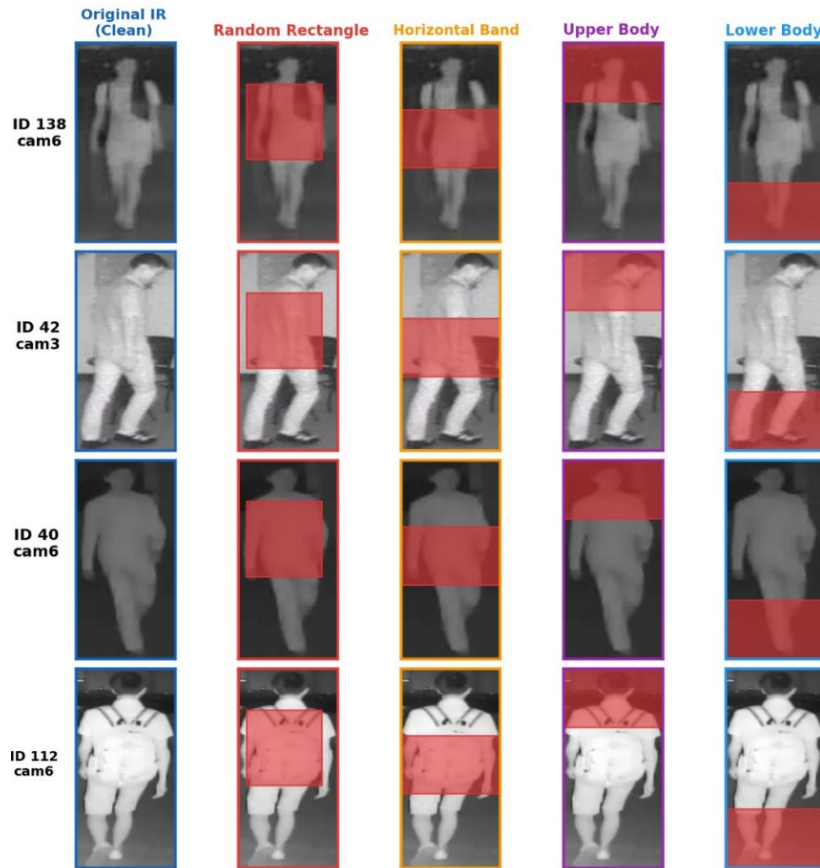 Original IR
(Clean)
Random Rectangle
Horizontal Band
Upper Body
Lower Body
ID 138
cam6
ID 42
cam3
ID 40
cam6
ID 112
cam6